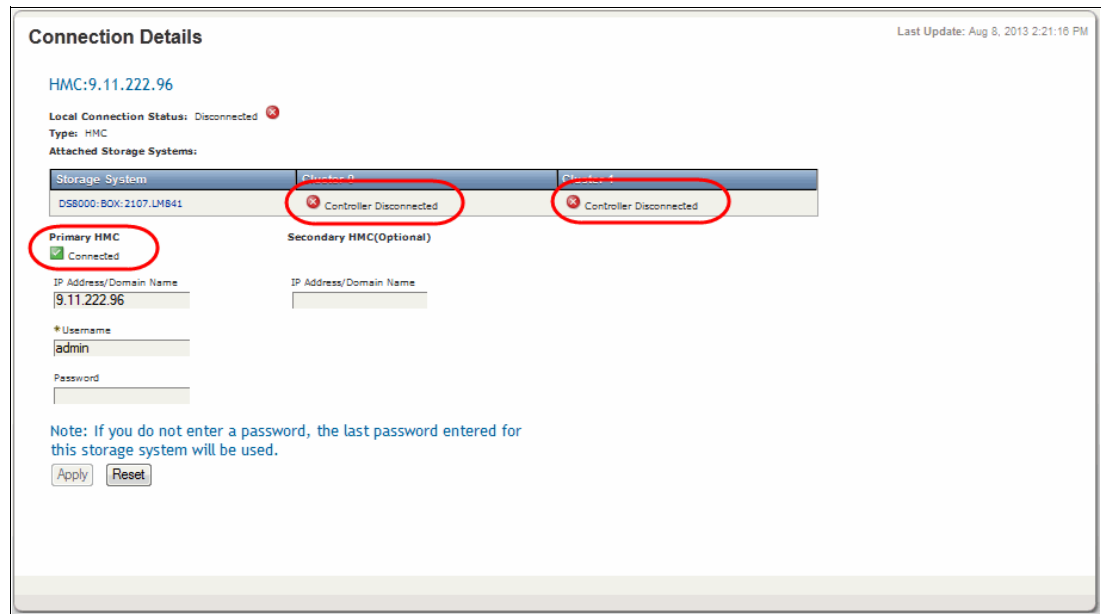 Connection Details
Last Update: Aug 8, 2013 2:21:16 PM
HMC:9.11.222.96
Local Connection Status: Disconnected
Type: HMC
Attached Storage Systems:
Storage System Cluster 0 Cluster 1
DS8000:BOX:2107.LM841 Controller Disconnected Controller Disconnected
Primary HMC Secondary HMC(Optional)
Connected
IP Address/Domain Name IP Address/Domain Name
9.11.222.96
*Username
admin
Password
Note: If you do not enter a password, the last password entered for
this storage system will be used.
Apply Reset